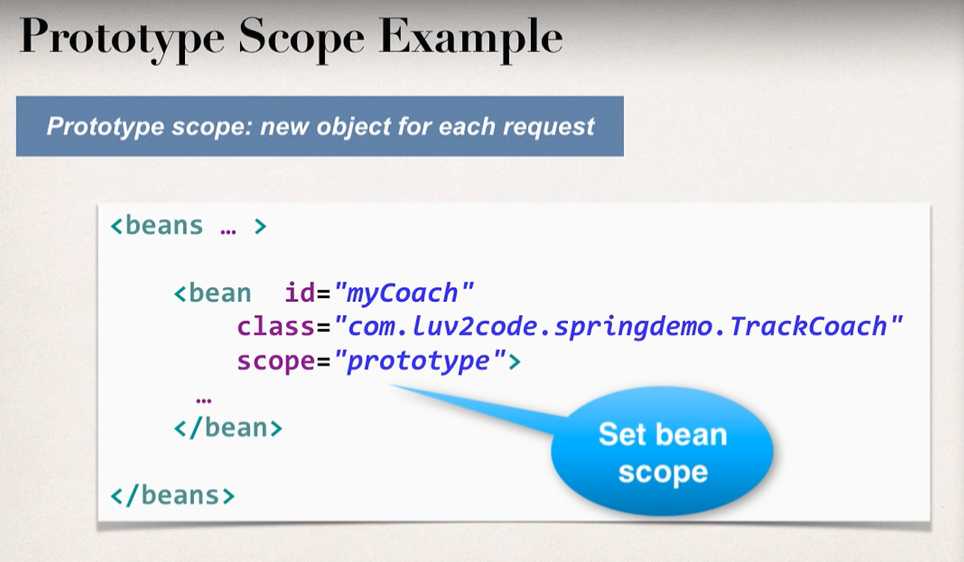 Prototype Scope Example
Prototype scope: new object for each request
<beans … >
<bean  id="myCoach"
class="com.luv2code.springdemo.TrackCoach"
scope="prototype">
…
</bean>
Set bean
scope
</beans>